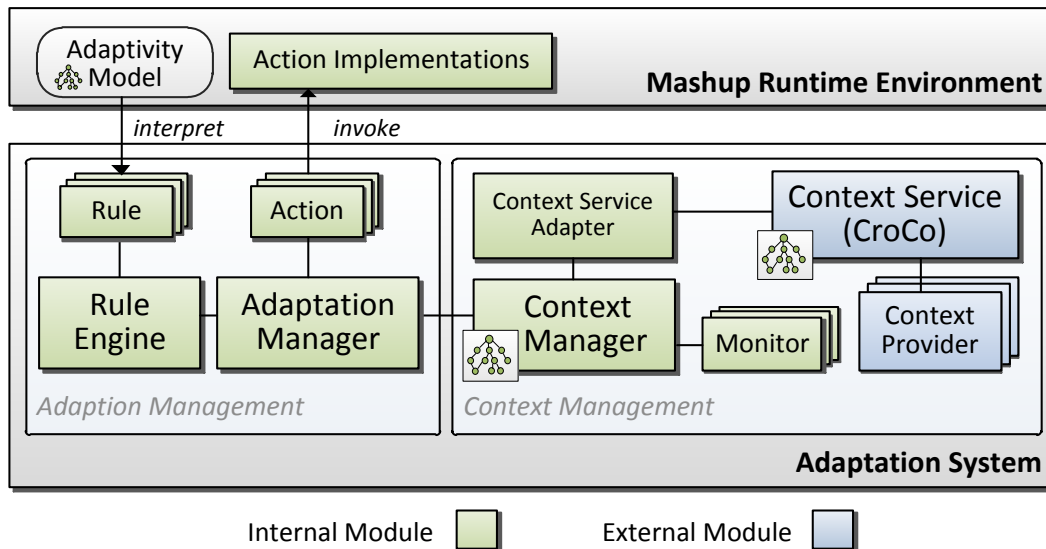 Adaptivity
Model
Action Implementations
Mashup Runtime Environment
interpret
invoke
Rule
Action
Context Service
Adapter
Context Service
(CroCo)
Rule
Engine
Adaptation
Manager
Context
Manager
Monitor
Context
Provider
Adaption Management
Context Management
Adaptation System
Internal Module
External Module